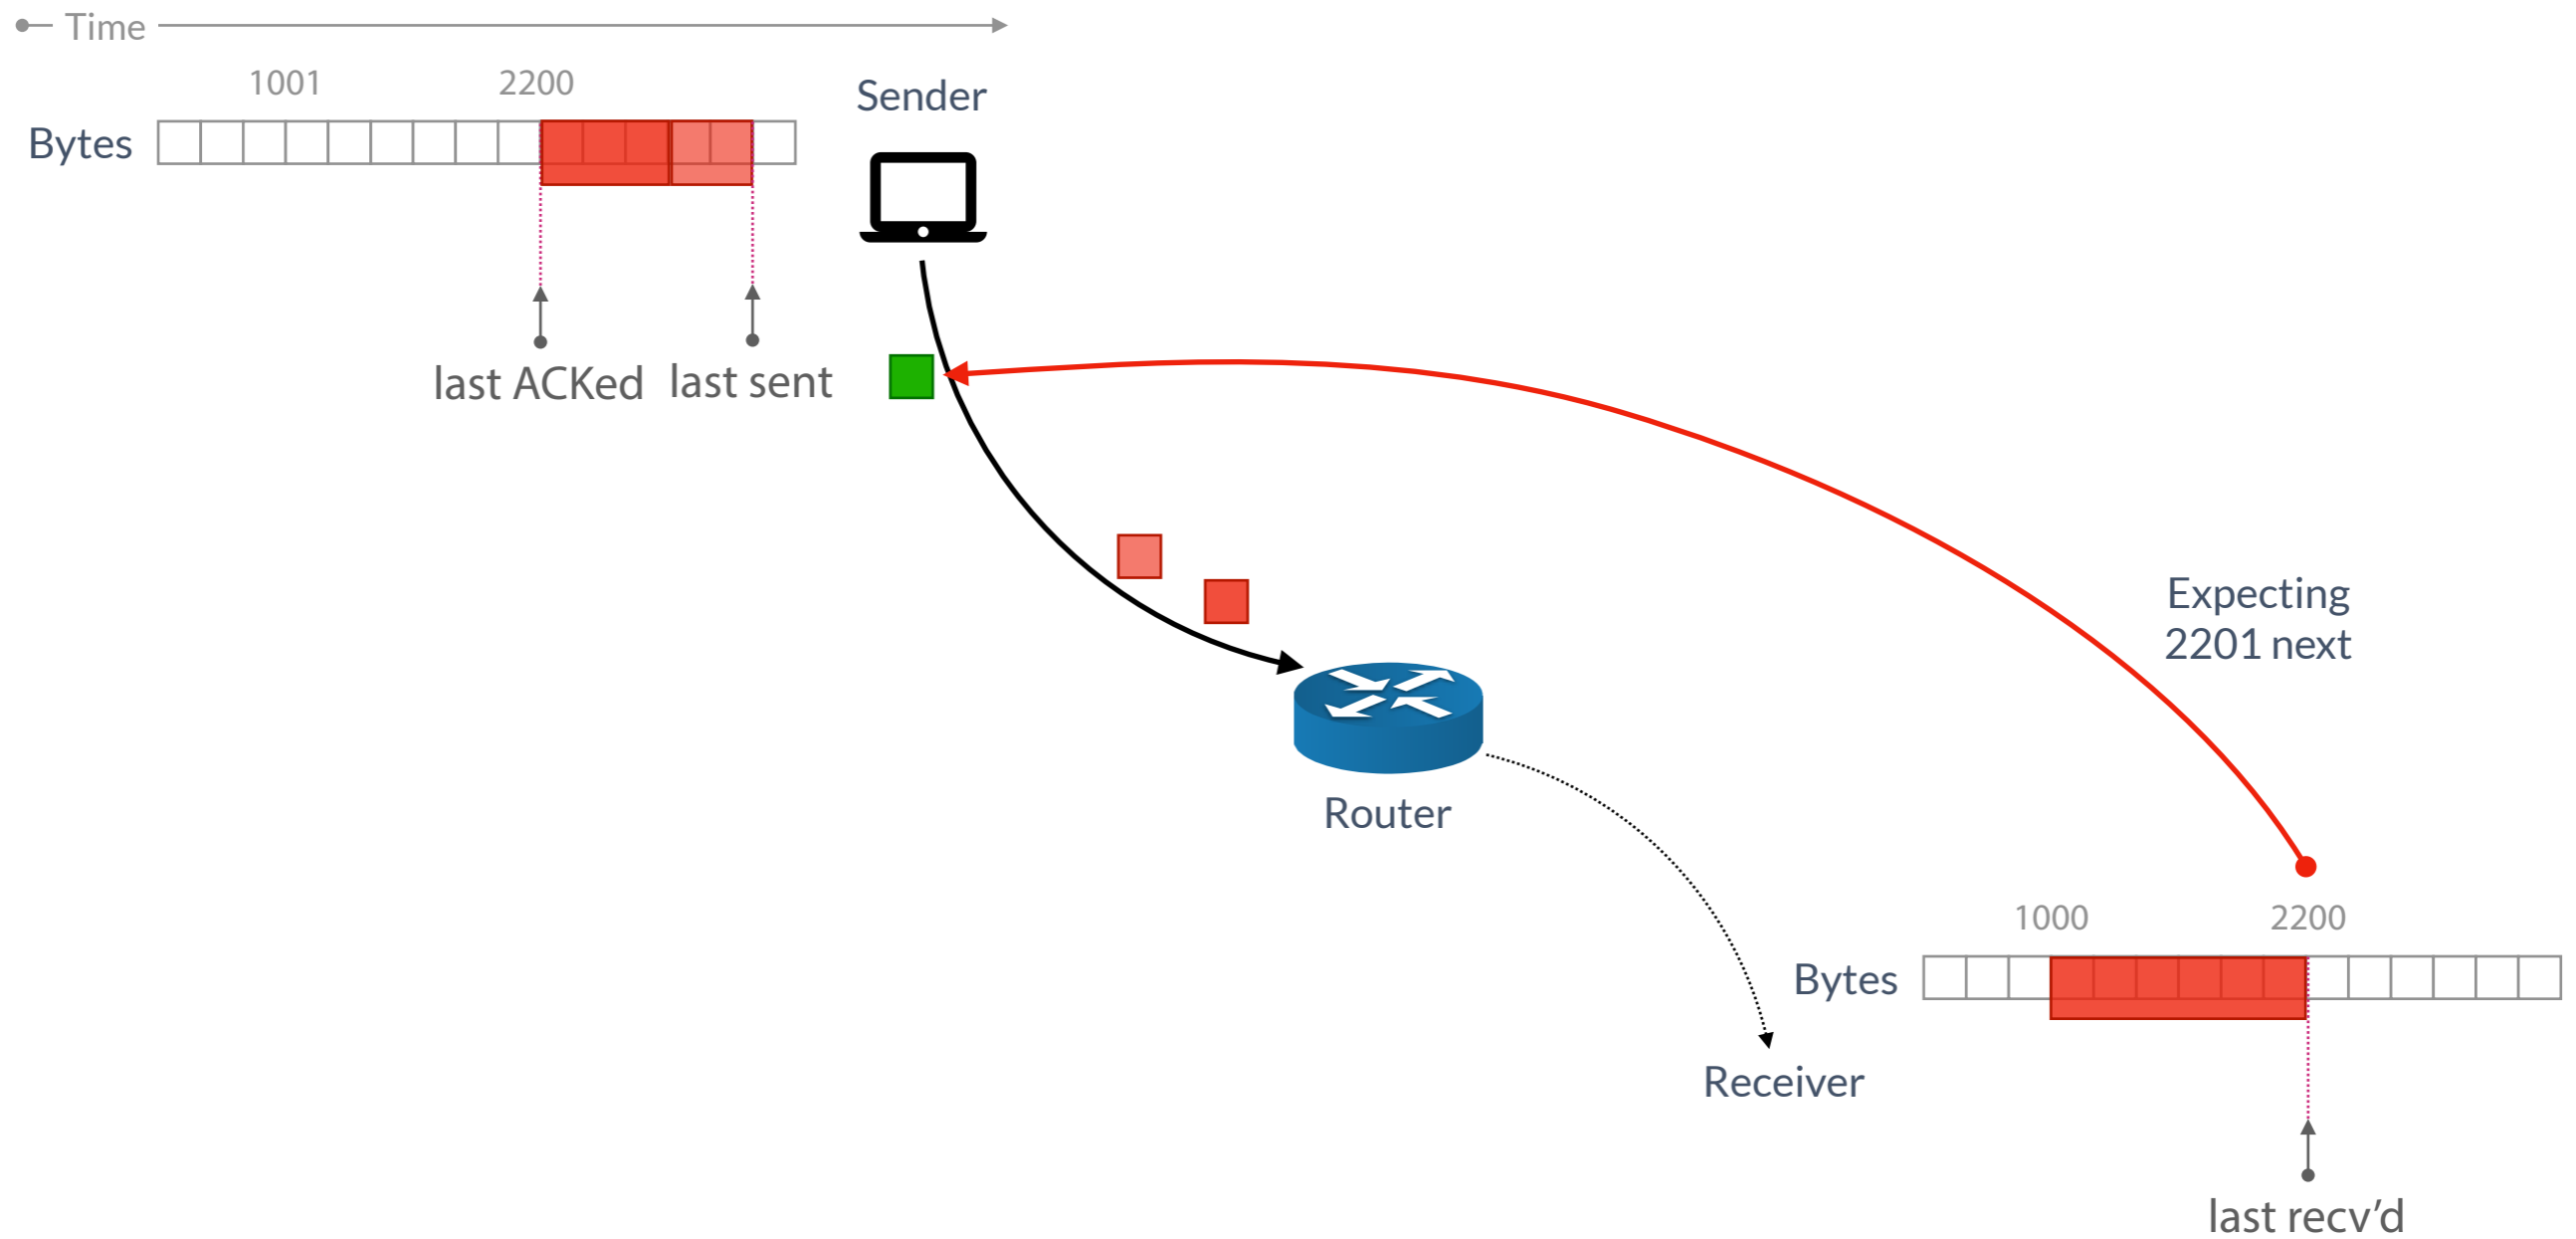 Time
1001
2200
Sender
Bytes
last ACKed
last sent
Expecting
2201 next
Router
1000
2200
Bytes
Receiver
last recv’d